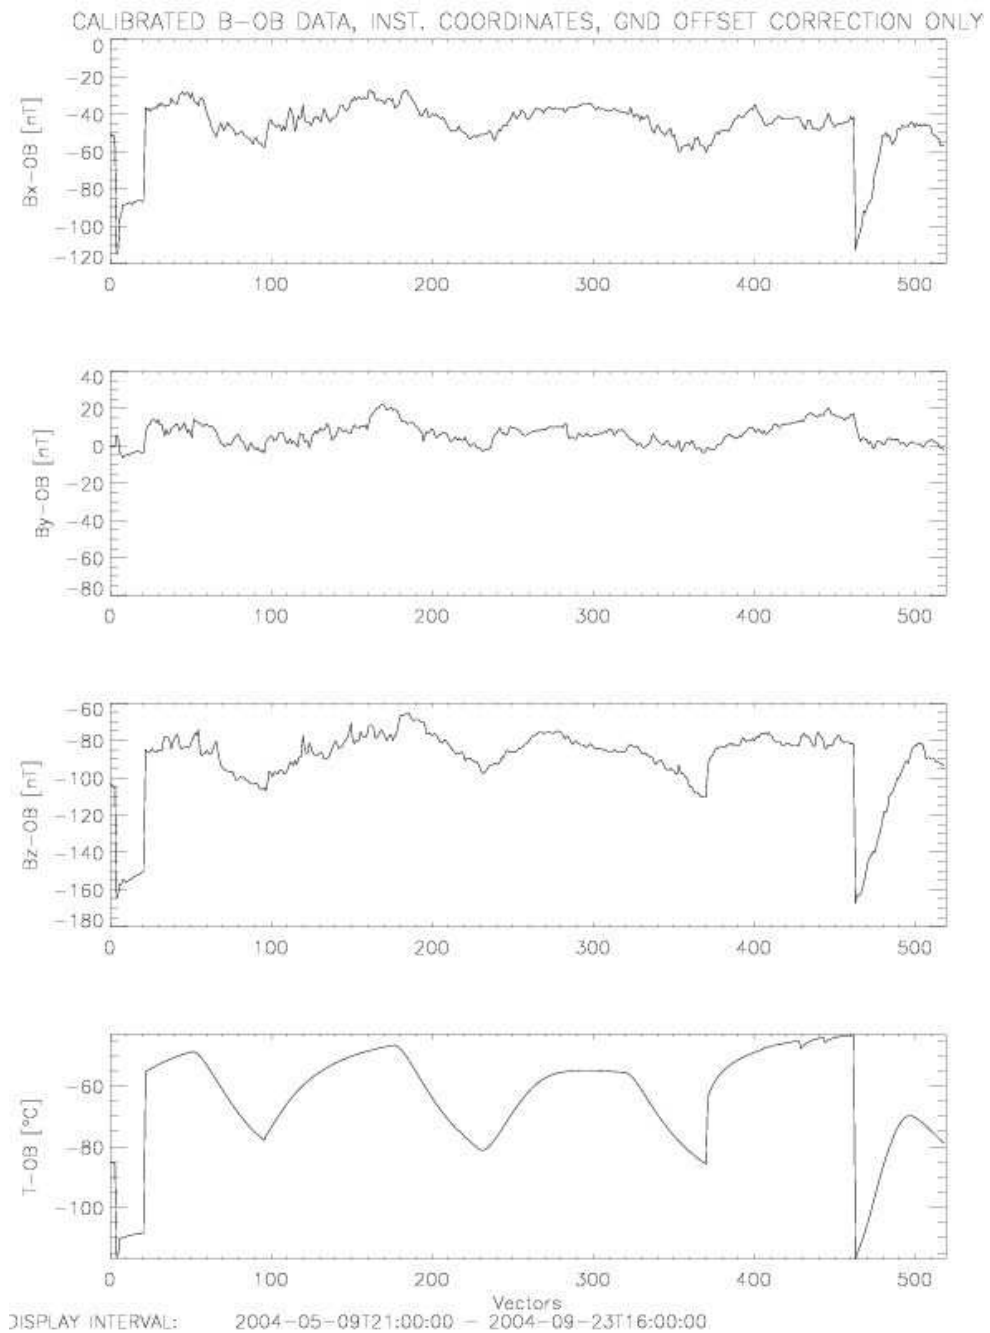 CALIBRATED B-OB DATA, INST. COORDINATES, GND OFFSET CORRECTION ONLY
0
-20
-40
-60
-80
-100
-120
Bx-OB [nT]
0 100 200 300 400 500
40
20
0
-20
-40
-60
-80
By-OB [nT]
0 100 200 300 400 500
-60
-80
-100
-120
-140
-160
-180
Bz-OB [nT]
0 100 200 300 400 500
-60
-80
-100
T-OB [°C]
0 100 200 300 400 500
Vectors
DISPLAY INTERVAL: 2004-05-09T21:00:00 - 2004-09-23T16:00:00